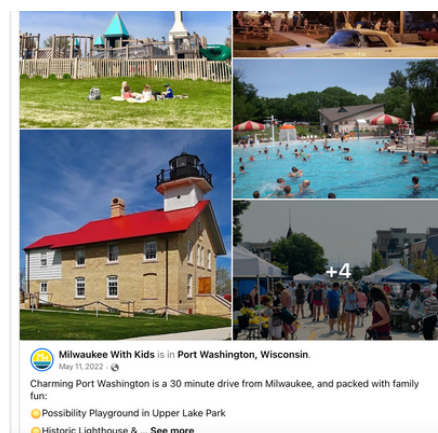 +4
Milwaukee With Kids is in Port Washington, Wisconsin.
May 11, 2022 ·
Charming Port Washington is a 30 minute drive from Milwaukee, and packed with family
fun:
Possibility Playground in Upper Lake Park
Historic Lighthouse & ... See more